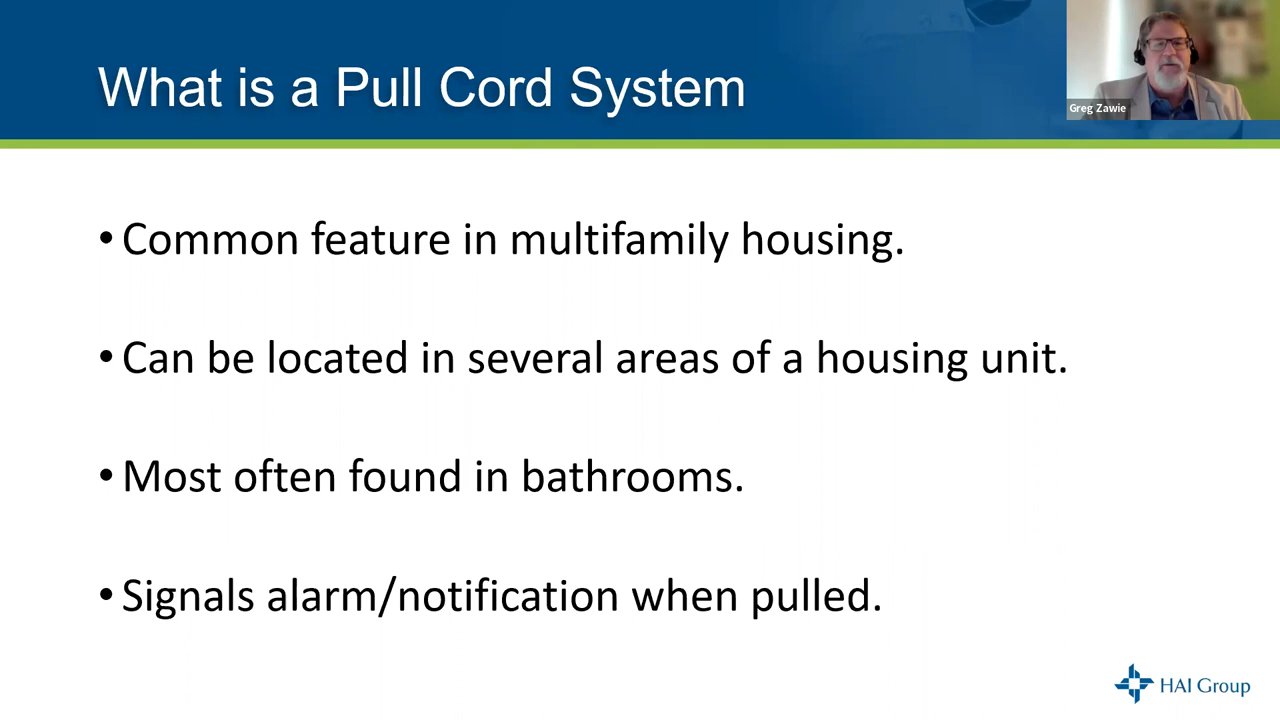 What is a Pull Cord System
Greg Zawie
• Common feature in multifamily housing.
• Can be located in several areas of a housing unit.
• Most often found in bathrooms.
• Signals alarm/notification when pulled.
HAI Group